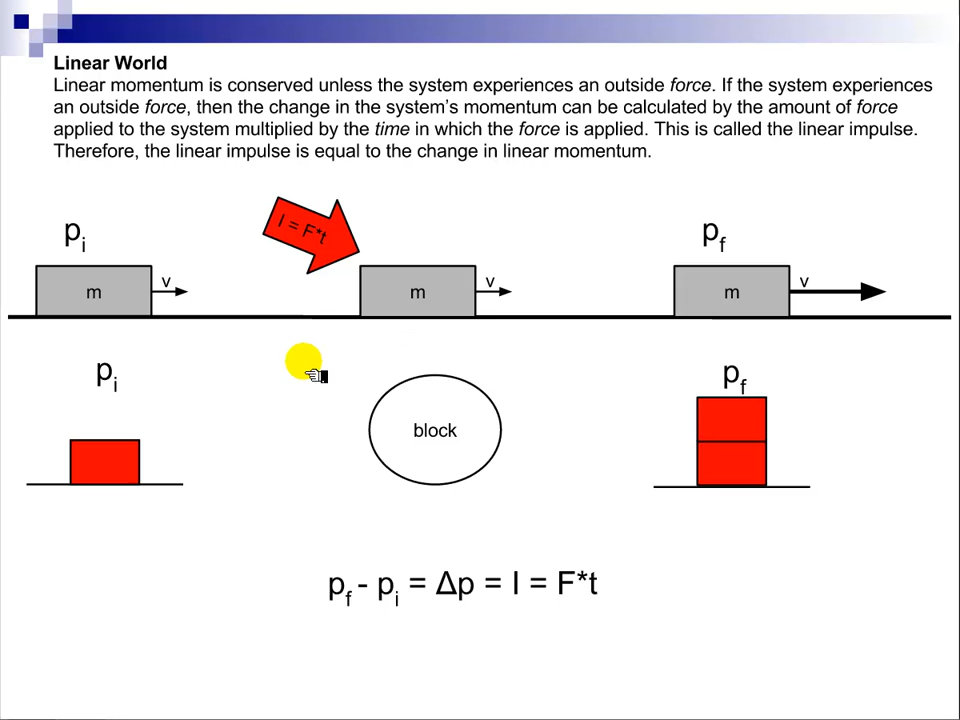 Linear World
Linear momentum is conserved unless the system experiences an outside force. If the system experiences
an outside force, then the change in the system's momentum can be calculated by the amount of force
applied to the system multiplied by the time in which the force is applied. This is called the linear impulse.
Therefore, the linear impulse is equal to the change in linear momentum.
pi
I = F*t
pf
m
v
m
v
m
v
pi
pf
block
pf - pi = Δp = I = F*t